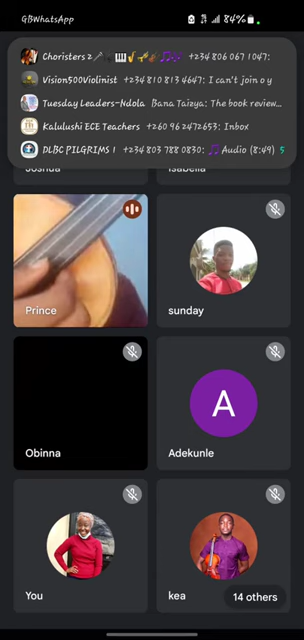 GBWhatsApp
84%
Choristers 2 +234 806 067 1047:
Vision500Violinist +234 810 813 4647: I can't join o y
Tuesday Leaders~Ndola Bana Taizya: The book review...
Kalulushi ECE Teachers +260 96 2472653: Inbox
DLBC PILGRIMS 1 +234 803 788 0830: 🎵 Audio (8:49) 5
Joshua Isabella
Prince sunday
A
Obinna Adekunle
You kea 14 others